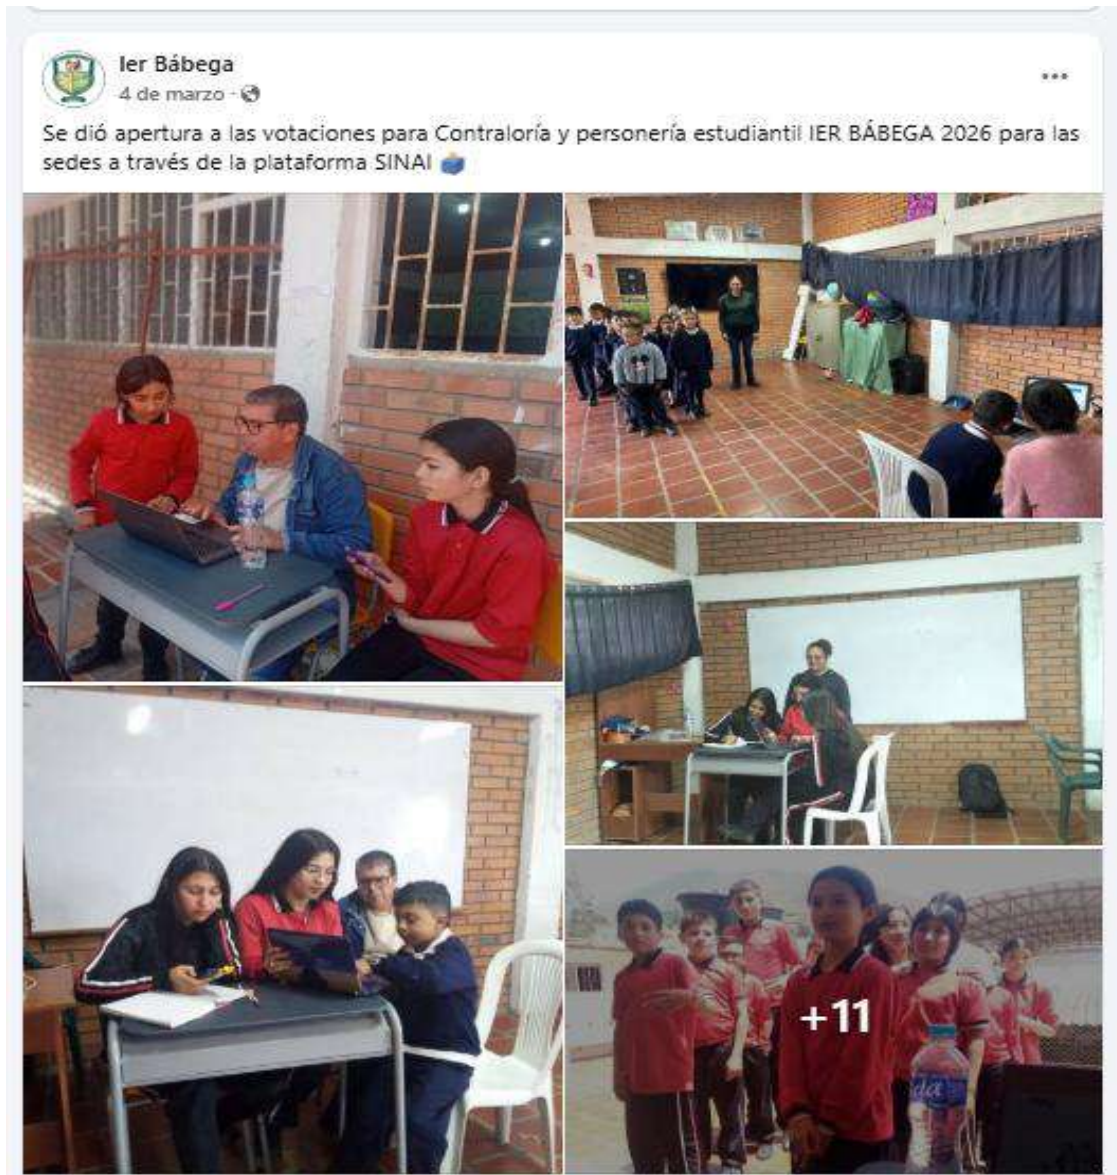 Ier Bábega
4 de marzo ·
Se dió apertura a las votaciones para Contraloría y personería estudiantil IER BÁBEGA 2026 para las
sedes a través de la plataforma SINAI
+11